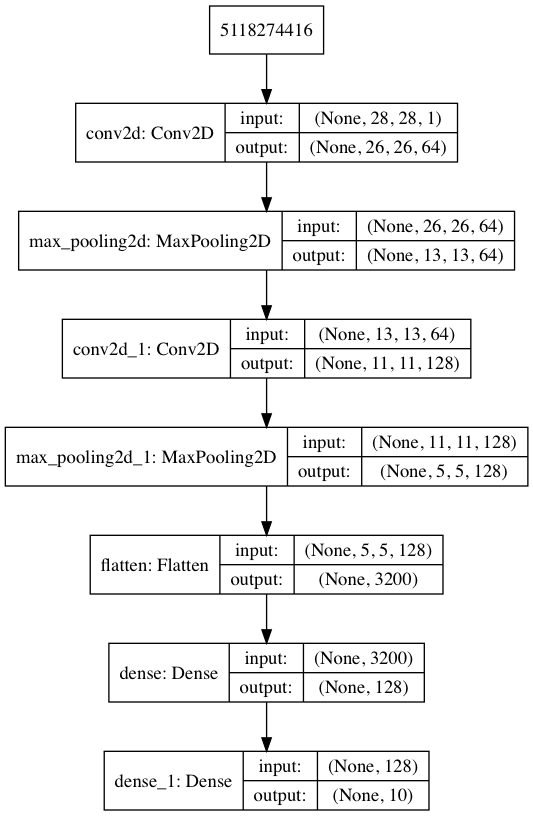 5118274416
conv2d: Conv2D
input:
(None, 28, 28, 1)
output:
(None, 26, 26, 64)
max_pooling2d: MaxPooling2D
input:
(None, 26, 26, 64)
output:
(None, 13, 13, 64)
conv2d_1: Conv2D
input:
(None, 13, 13, 64)
output:
(None, 11, 11, 128)
max_pooling2d_1: MaxPooling2D
input:
(None, 11, 11, 128)
output:
(None, 5, 5, 128)
flatten: Flatten
input:
(None, 5, 5, 128)
output:
(None, 3200)
dense: Dense
input:
(None, 3200)
output:
(None, 128)
dense_1: Dense
input:
(None, 128)
output:
(None, 10)